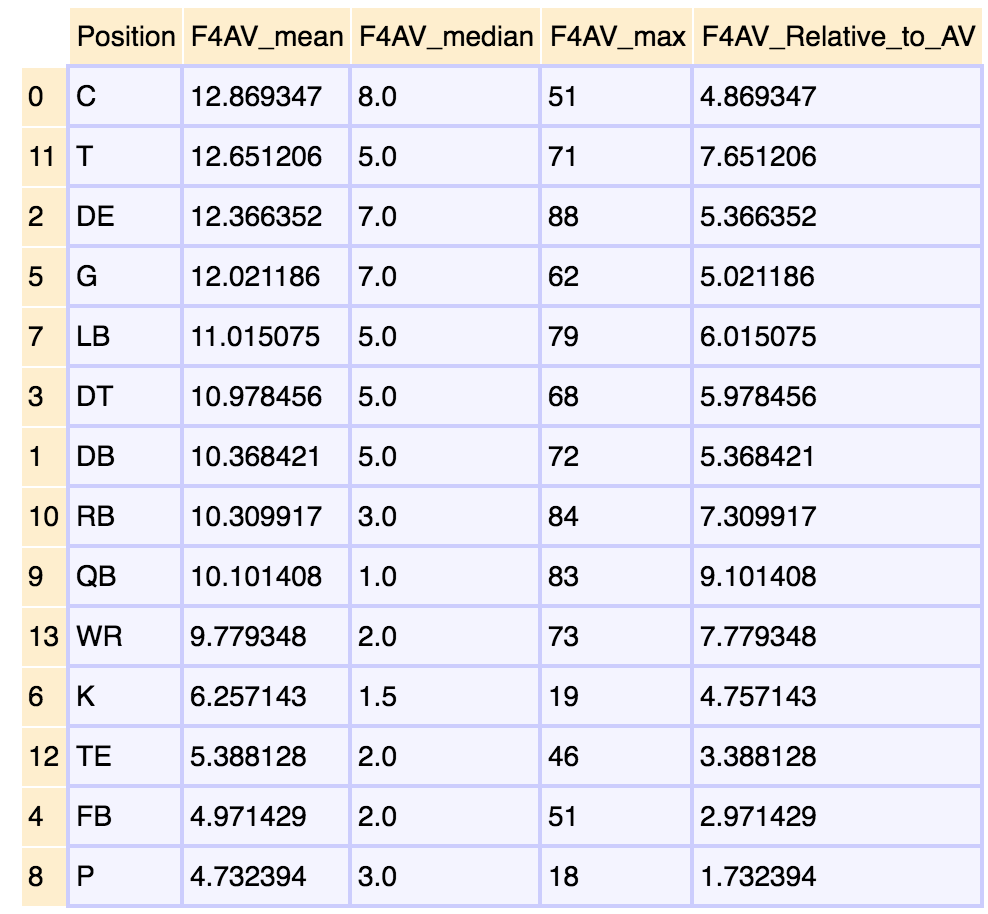 Position F4AV_mean F4AV_median F4AV_max F4AV_Relative_to_AV
0 C 12.869347 8.0 51 4.869347
11 T 12.651206 5.0 71 7.651206
2 DE 12.366352 7.0 88 5.366352
5 G 12.021186 7.0 62 5.021186
7 LB 11.015075 5.0 79 6.015075
3 DT 10.978456 5.0 68 5.978456
1 DB 10.368421 5.0 72 5.368421
10 RB 10.309917 3.0 84 7.309917
9 QB 10.101408 1.0 83 9.101408
13 WR 9.779348 2.0 73 7.779348
6 K 6.257143 1.5 19 4.757143
12 TE 5.388128 2.0 46 3.388128
4 FB 4.971429 2.0 51 2.971429
8 P 4.732394 3.0 18 1.732394